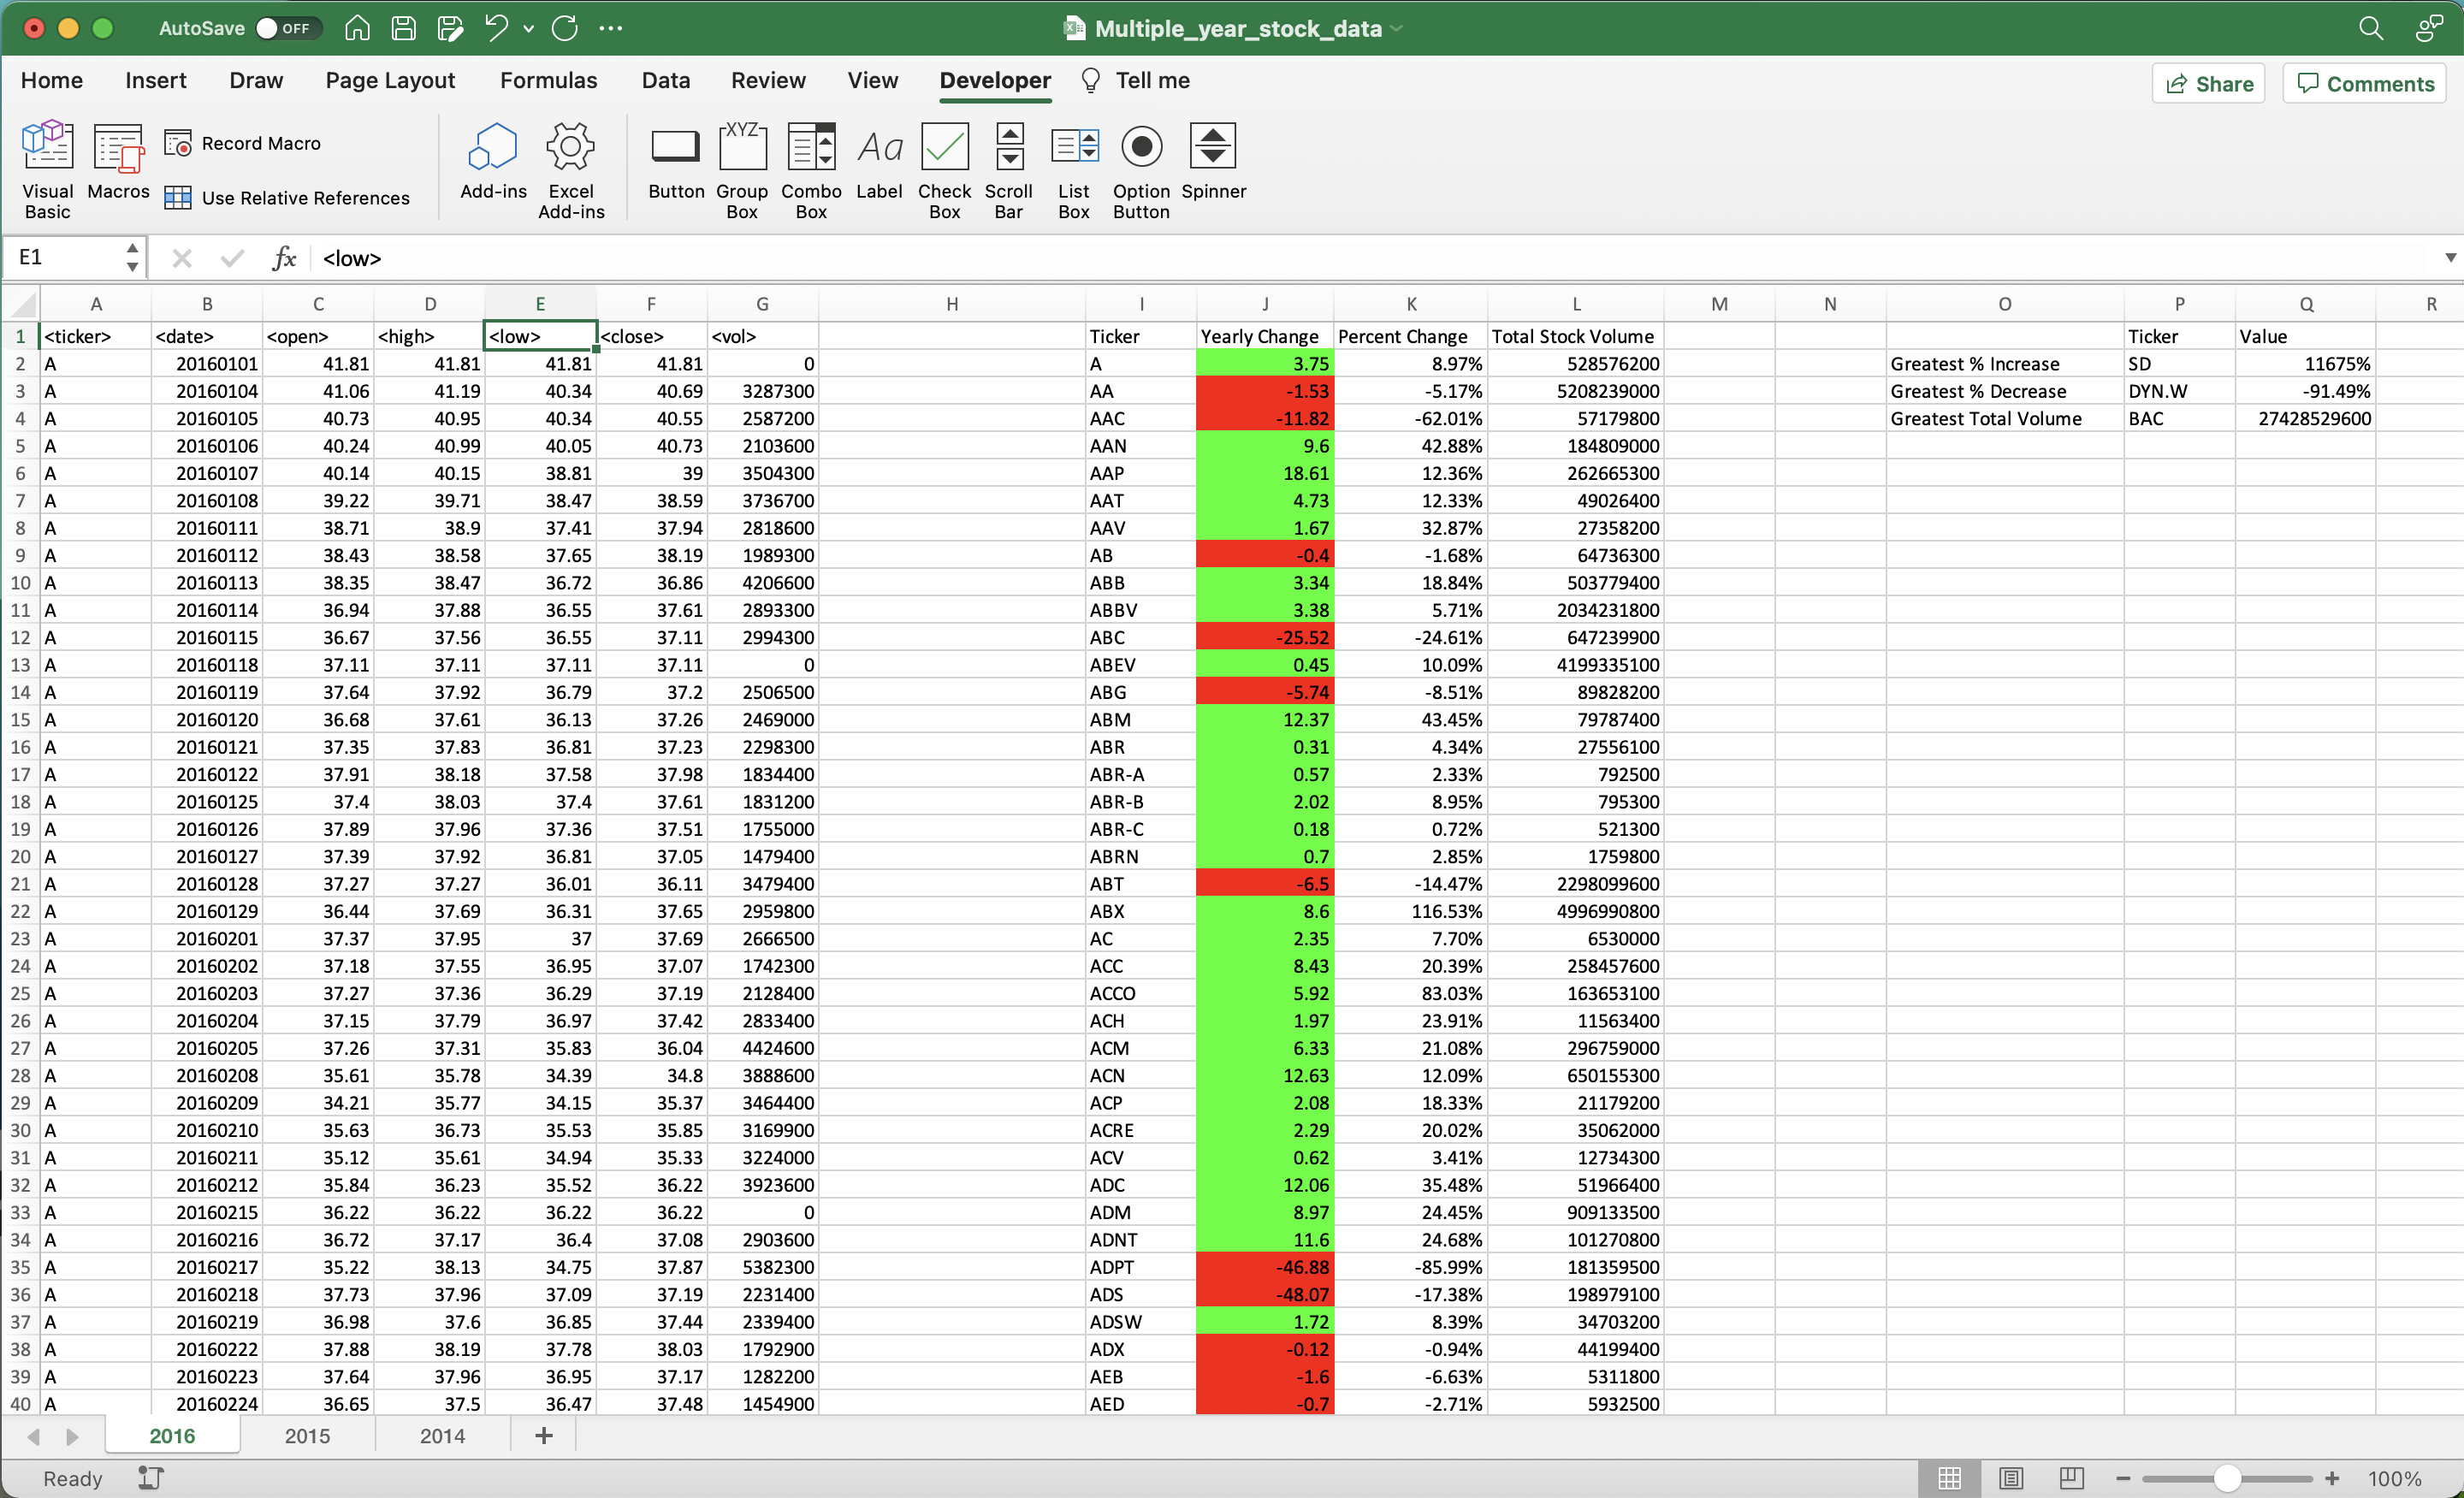 AutoSave OFF Multiple_year_stock_data
Home Insert Draw Page Layout Formulas Data Review View Developer Tell me Share Comments
Visual Basic Macros Record Macro Use Relative References Add-ins Excel Add-ins Button XYZ Group Box Combo Box Aa Label Check Box Scroll Bar List Box Option Button Spinner
E1 fx <low>
A B C D E F G H I J K L M N O P Q R
1 <ticker> <date> <open> <high> <low> <close> <vol> Ticker Yearly Change Percent Change Total Stock Volume Ticker Value
2 A 20160101 41.81 41.81 41.81 41.81 0 A 3.75 8.97% 528576200 Greatest % Increase SD 11675%
3 A 20160104 41.06 41.19 40.34 40.69 3287300 AA -1.53 -5.17% 5208239000 Greatest % Decrease DYN.W -91.49%
4 A 20160105 40.73 40.95 40.34 40.55 2587200 AAC -11.82 -62.01% 57179800 Greatest Total Volume BAC 27428529600
5 A 20160106 40.24 40.99 40.05 40.73 2103600 AAN 9.6 42.88% 184809000
6 A 20160107 40.14 40.15 38.81 39 3504300 AAP 18.61 12.36% 262665300
7 A 20160108 39.22 39.71 38.47 38.59 3736700 AAT 4.73 12.33% 49026400
8 A 20160111 38.71 38.9 37.41 37.94 2818600 AAV 1.67 32.87% 27358200
9 A 20160112 38.43 38.58 37.65 38.19 1989300 AB -0.4 -1.68% 64736300
10 A 20160113 38.35 38.47 36.72 36.86 4206600 ABB 3.34 18.84% 503779400
11 A 20160114 36.94 37.88 36.55 37.61 2893300 ABBV 3.38 5.71% 2034231800
12 A 20160115 36.67 37.56 36.55 37.11 2994300 ABC -25.52 -24.61% 647239900
13 A 20160118 37.11 37.11 37.11 37.11 0 ABEV 0.45 10.09% 4199335100
14 A 20160119 37.64 37.92 36.79 37.2 2506500 ABG -5.74 -8.51% 89828200
15 A 20160120 36.68 37.61 36.13 37.26 2469000 ABM 12.37 43.45% 79787400
16 A 20160121 37.35 37.83 36.81 37.23 2298300 ABR 0.31 4.34% 27556100
17 A 20160122 37.91 38.18 37.58 37.98 1834400 ABR-A 0.57 2.33% 792500
18 A 20160125 37.4 38.03 37.4 37.61 1831200 ABR-B 2.02 8.95% 795300
19 A 20160126 37.89 37.96 37.36 37.51 1755000 ABR-C 0.18 0.72% 521300
20 A 20160127 37.39 37.92 36.81 37.05 1479400 ABRN 0.7 2.85% 1759800
21 A 20160128 37.27 37.27 36.01 36.11 3479400 ABT -6.5 -14.47% 2298099600
22 A 20160129 36.44 37.69 36.31 37.65 2959800 ABX 8.6 116.53% 4996990800
23 A 20160201 37.37 37.95 37 37.69 2666500 AC 2.35 7.70% 6530000
24 A 20160202 37.18 37.55 36.95 37.07 1742300 ACC 8.43 20.39% 258457600
25 A 20160203 37.27 37.36 36.29 37.19 2128400 ACCO 5.92 83.03% 163653100
26 A 20160204 37.15 37.79 36.97 37.42 2833400 ACH 1.97 23.91% 11563400
27 A 20160205 37.26 37.31 35.83 36.04 4424600 ACM 6.33 21.08% 296759000
28 A 20160208 35.61 35.78 34.39 34.8 3888600 ACN 12.63 12.09% 650155300
29 A 20160209 34.21 35.77 34.15 35.37 3464400 ACP 2.08 18.33% 21179200
30 A 20160210 35.63 36.73 35.53 35.85 3169900 ACRE 2.29 20.02% 35062000
31 A 20160211 35.12 35.61 34.94 35.33 3224000 ACV 0.62 3.41% 12734300
32 A 20160212 35.84 36.23 35.52 36.22 3923600 ADC 12.06 35.48% 51966400
33 A 20160215 36.22 36.22 36.22 36.22 0 ADM 8.97 24.45% 909133500
34 A 20160216 36.72 37.17 36.4 37.08 2903600 ADNT 11.6 24.68% 101270800
35 A 20160217 35.22 38.13 34.75 37.87 5382300 ADPT -46.88 -85.99% 181359500
36 A 20160218 37.73 37.96 37.09 37.19 2231400 ADS -48.07 -17.38% 198979100
37 A 20160219 36.98 37.6 36.85 37.44 2339400 ADSW 1.72 8.39% 34703200
38 A 20160222 37.88 38.19 37.78 38.03 1792900 ADX -0.12 -0.94% 44199400
39 A 20160223 37.64 37.96 36.95 37.17 1282200 AEB -1.6 -6.63% 5311800
40 A 20160224 36.65 37.5 36.47 37.48 1454900 AED -0.7 -2.71% 5932500
2016 2015 2014 +
Ready 100%